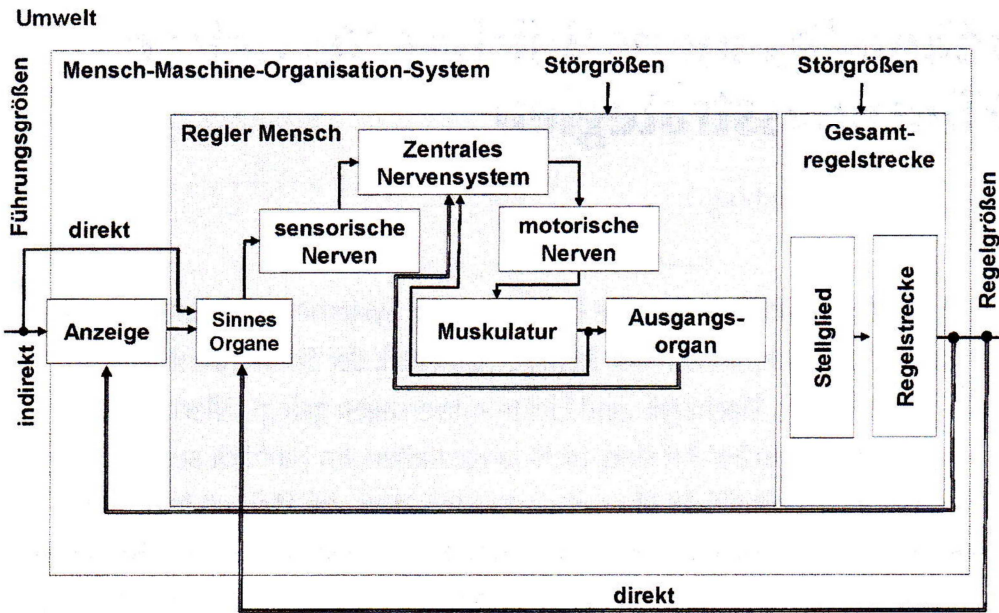 Umwelt
Mensch-Maschine-Organisation-System
Störgrößen
Störgrößen
Führungsgrößen
Regler Mensch
Zentrales
Nervensystem
Gesamt-
regelstrecke
direkt
sensorische
Nerven
motorische
Nerven
Regelgrößen
Anzeige
Sinnes
Organe
Muskulatur
Ausgangs-
organ
Stellglied
Regelstrecke
indirekt
direkt